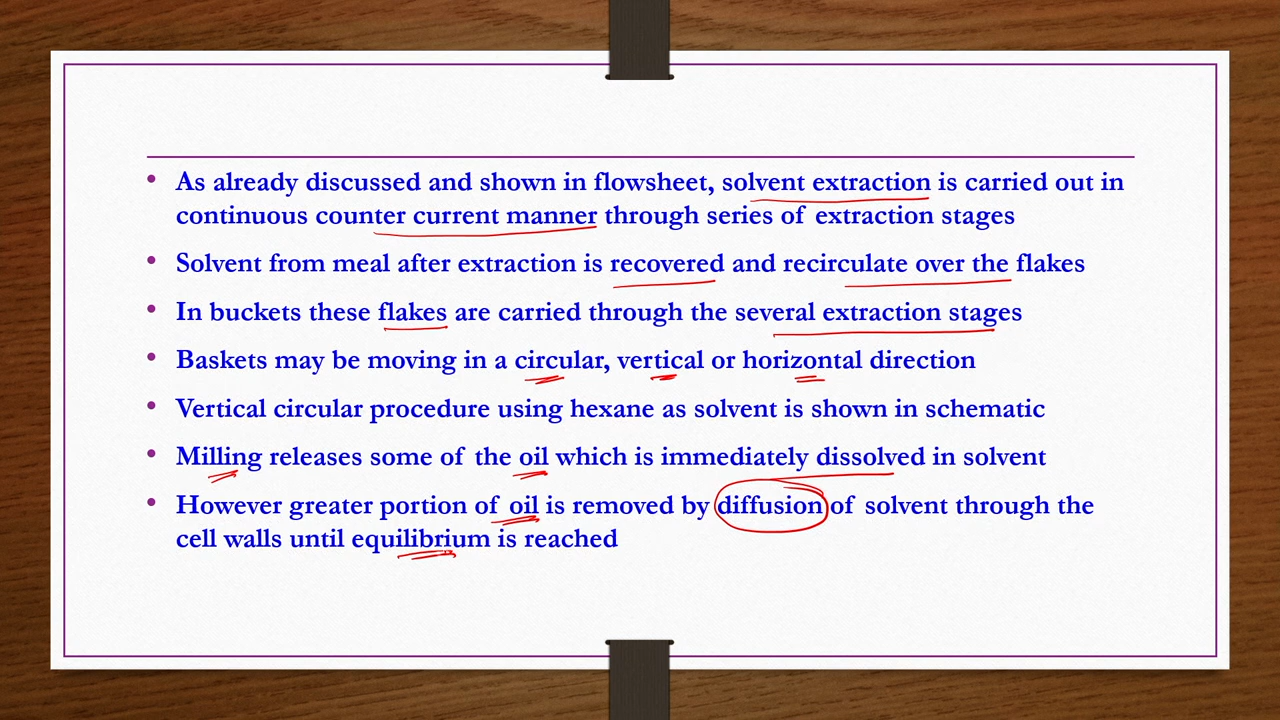 • As already discussed and shown in flowsheet, solvent extraction is carried out in
continuous counter current manner through series of extraction stages
• Solvent from meal after extraction is recovered and recirculate over the flakes
• In buckets these flakes are carried through the several extraction stages
• Baskets may be moving in a circular, vertical or horizontal direction
• Vertical circular procedure using hexane as solvent is shown in schematic
• Milling releases some of the oil which is immediately dissolved in solvent
• However greater portion of oil is removed by diffusion of solvent through the
cell walls until equilibrium is reached